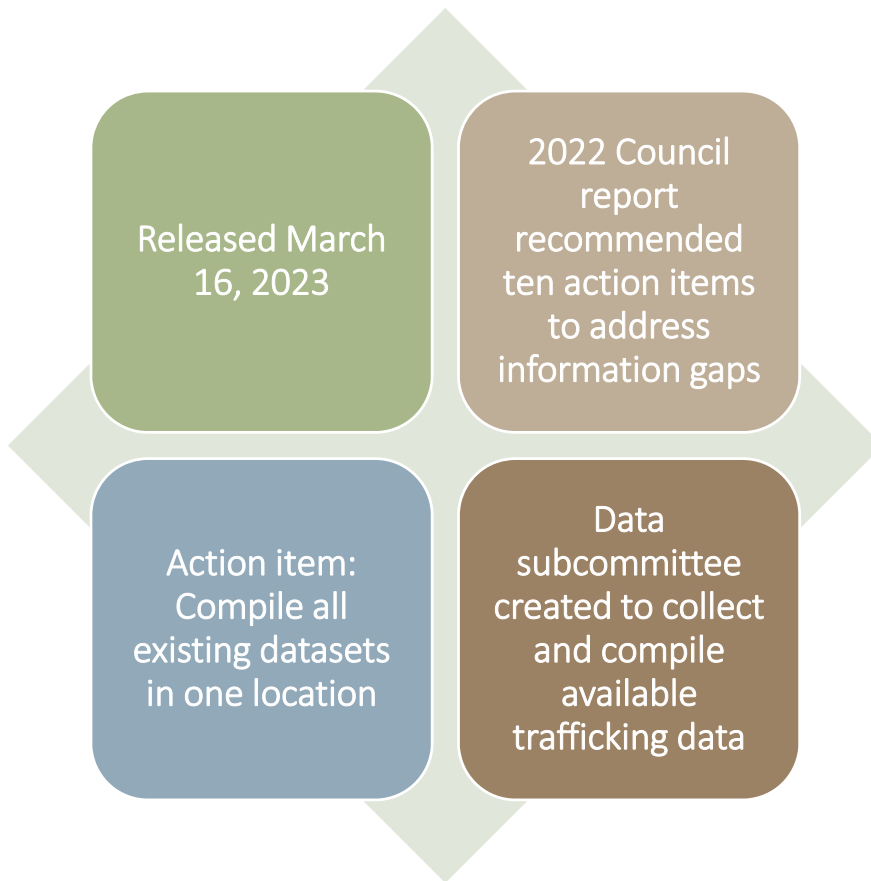 Released March
16, 2023
2022 Council
report
recommended
ten action items
to address
information gaps
Action item:
Compile all
existing datasets
in one location
Data
subcommittee
created to collect
and compile
available
trafficking data